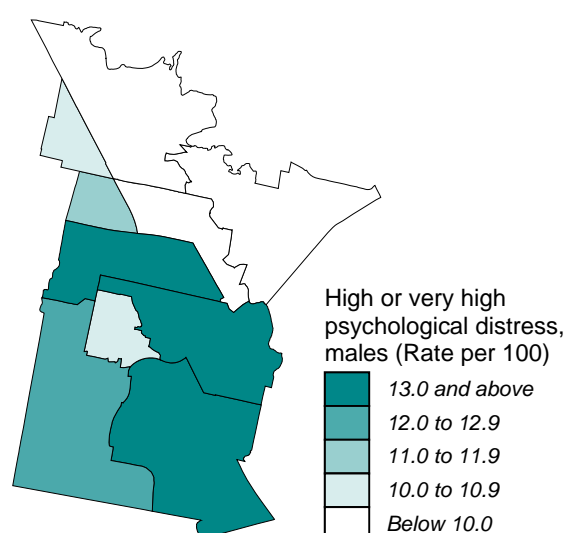 High or very high
psychological distress,
males (Rate per 100)
13.0 and above
12.0 to 12.9
11.0 to 11.9
10.0 to 10.9
Below 10.0